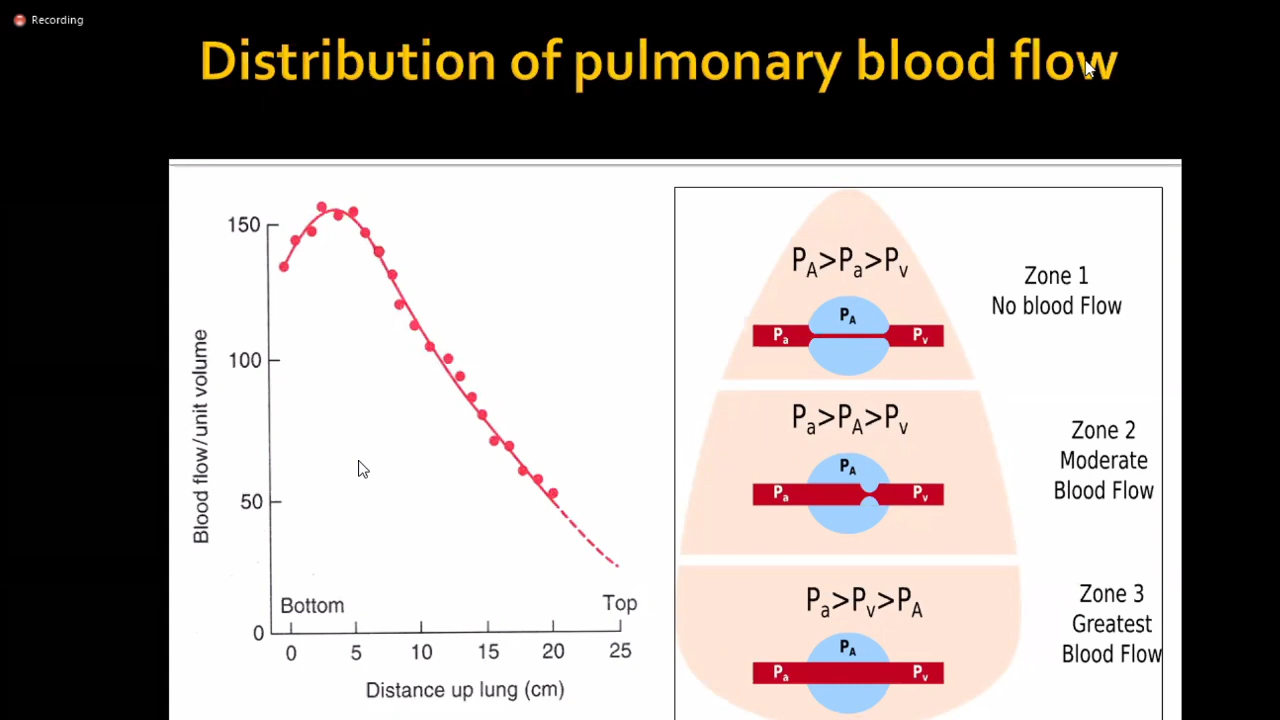 Recording
Distribution of pulmonary blood flow
150
100
50
0
Blood flow/unit volume
Bottom
Top
0 5 10 15 20 25
Distance up lung (cm)
PA>Pa>Pv
PA
Pa Pv
Zone 1
No blood Flow
Pa>PA>Pv
PA
Pa Pv
Zone 2
Moderate
Blood Flow
Pa>Pv>PA
PA
Pa Pv
Zone 3
Greatest
Blood Flow